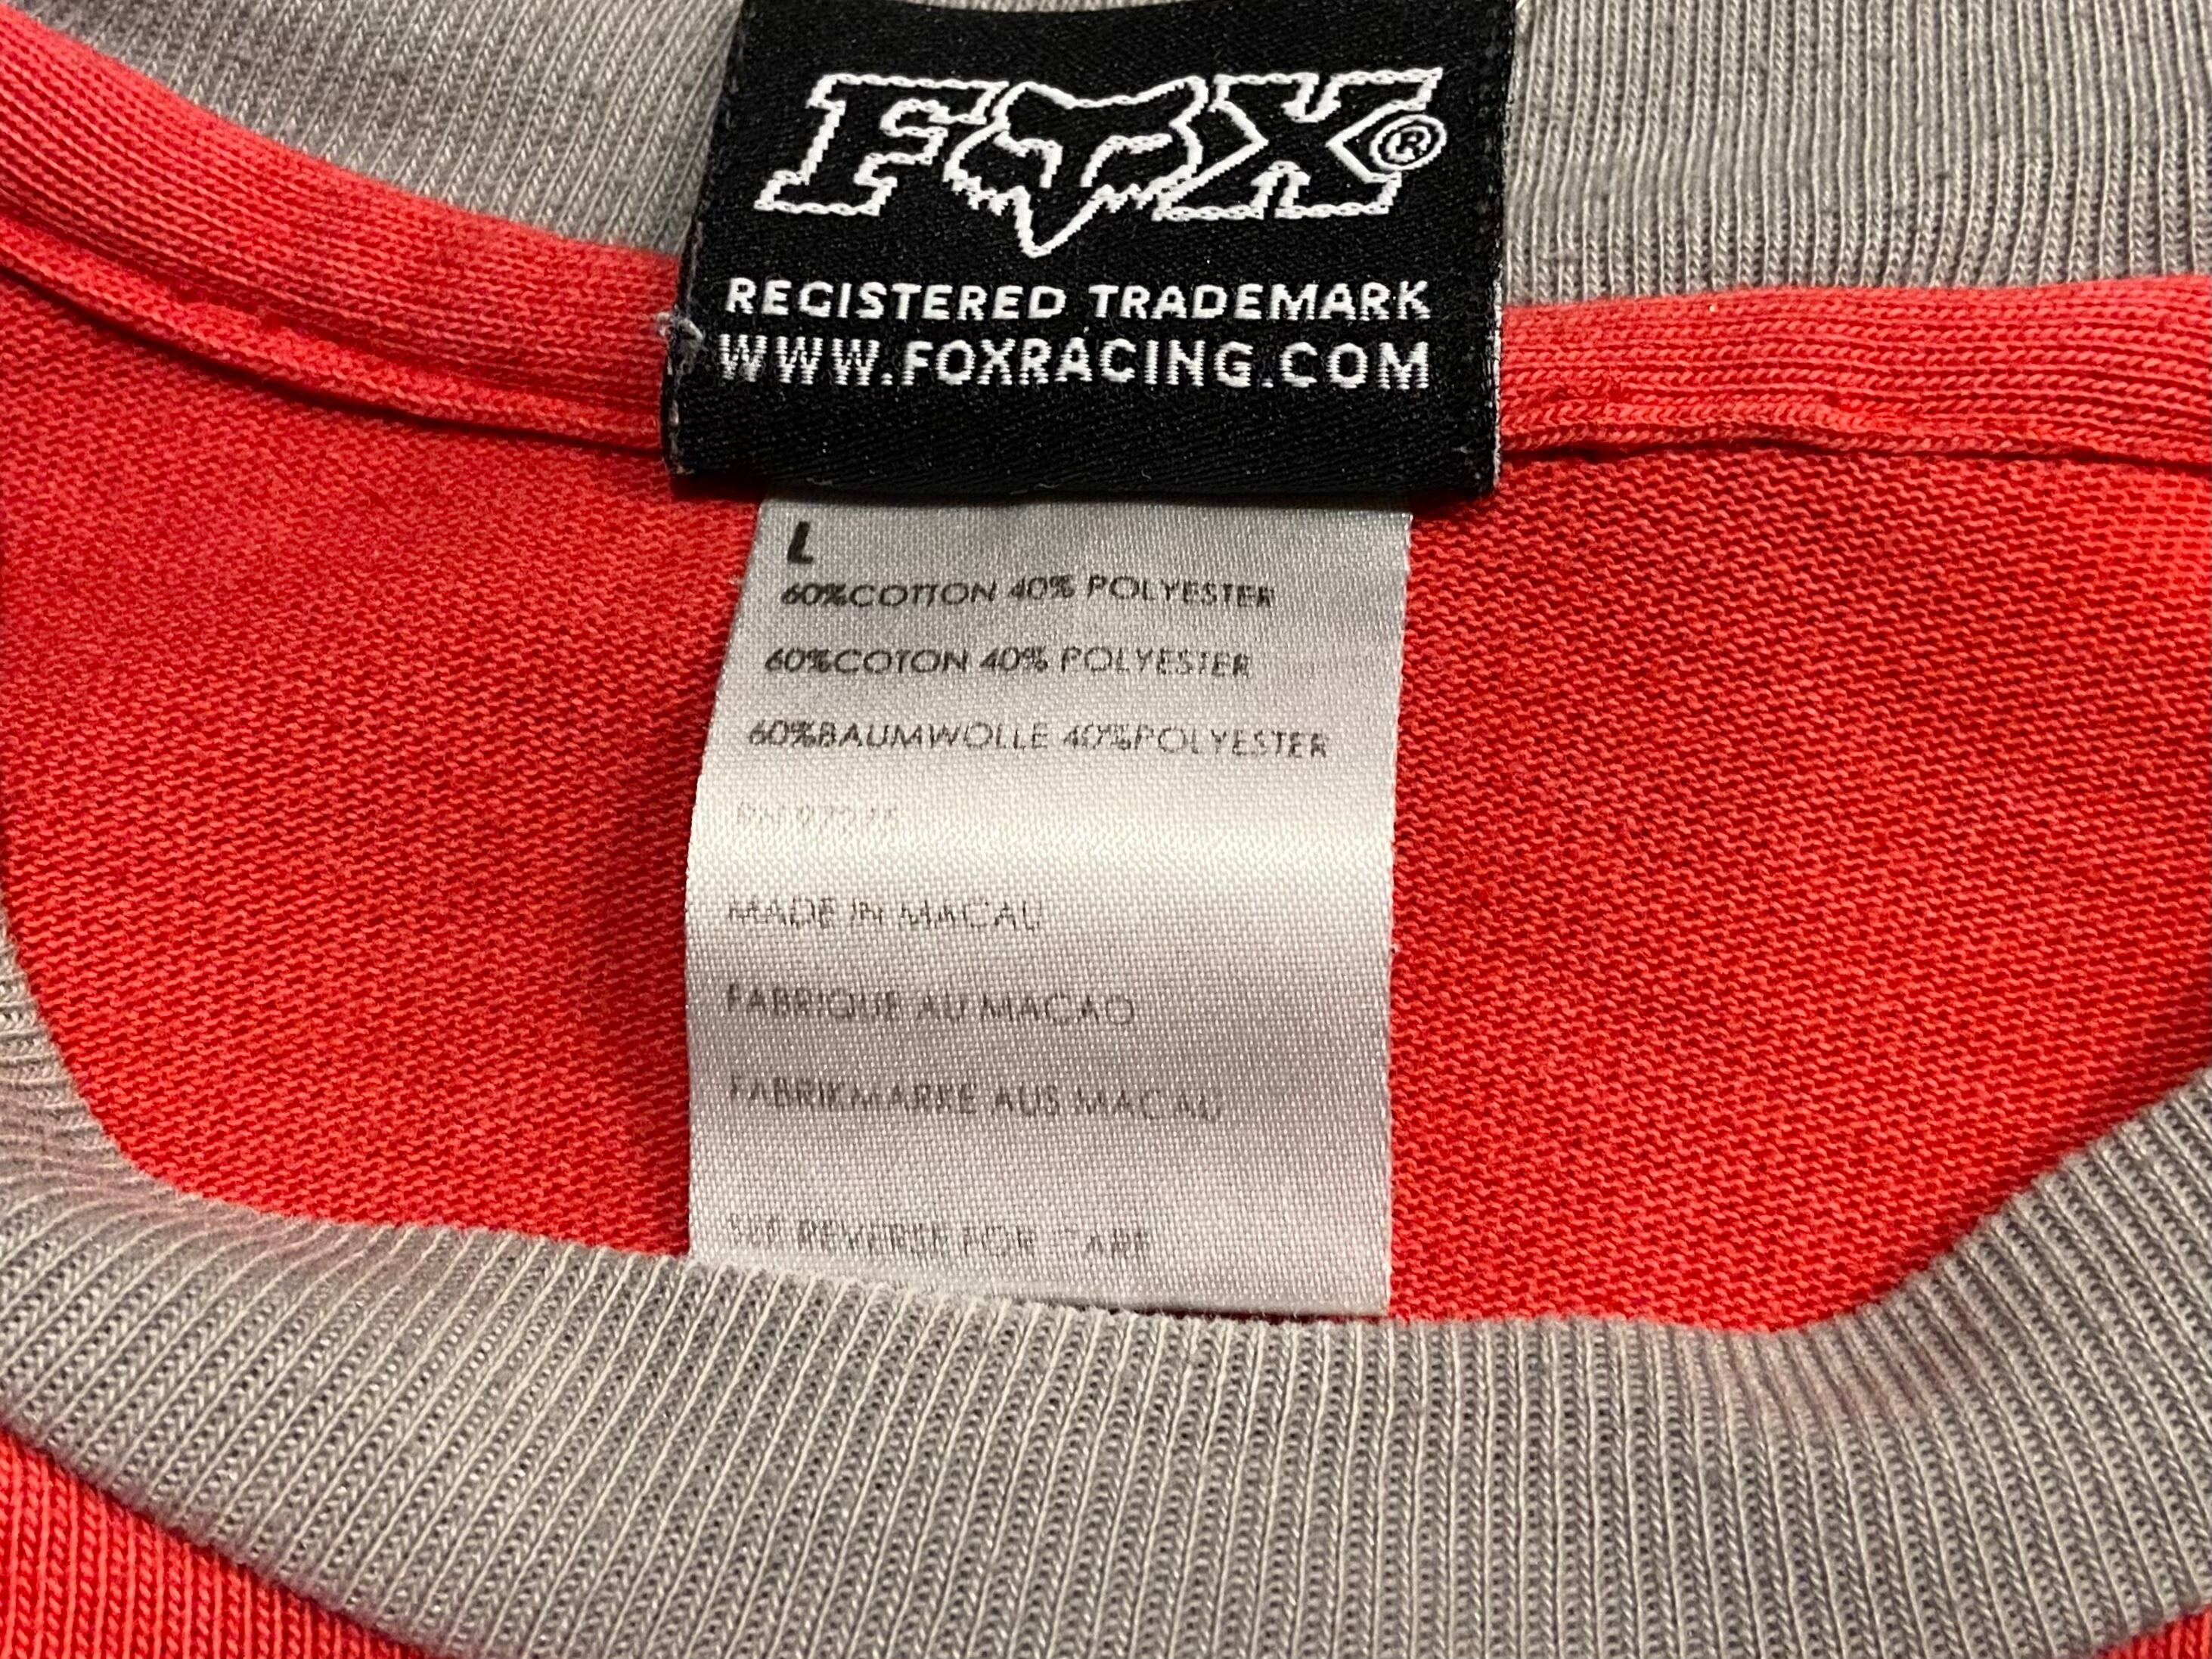 FOX®
REGISTERED TRADEMARK
WWW.FOXRACING.COM
L
60%COTTON 40% POLYESTER
60%COTON 40% POLYESTER
60%BAUMWOLLE 40%POLYESTER
MADE IN MACAU
FABRIQUE AU MACAO
FABRIKMARKE AUS MACAU
SEE REVERSE FOR CARE